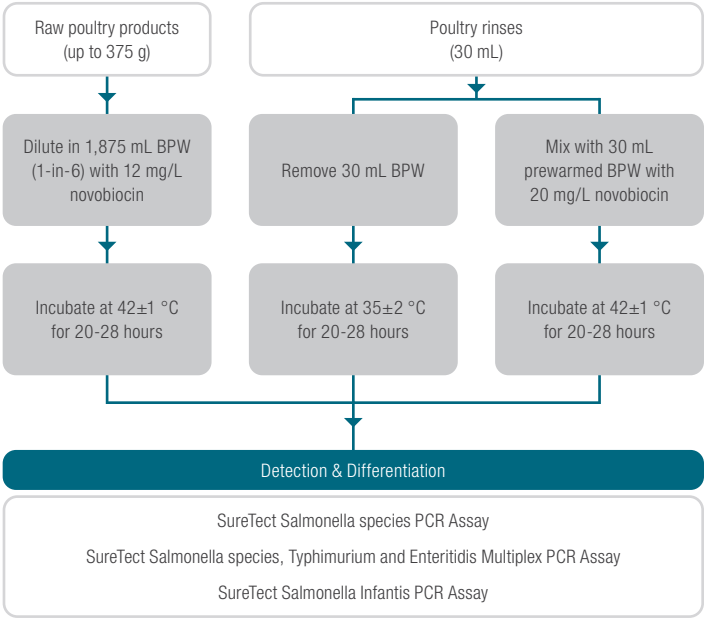 Raw poultry products
(up to 375 g)
Poultry rinses
(30 mL)
Dilute in 1,875 mL BPW
(1-in-6) with 12 mg/L
novobiocin
Remove 30 mL BPW
Mix with 30 mL
prewarmed BPW with
20 mg/L novobiocin
Incubate at 42±1 °C
for 20-28 hours
Incubate at 35±2 °C
for 20-28 hours
Incubate at 42±1 °C
for 20-28 hours
Detection & Differentiation
SureTect Salmonella species PCR Assay
SureTect Salmonella species, Typhimurium and Enteritidis Multiplex PCR Assay
SureTect Salmonella Infantis PCR Assay